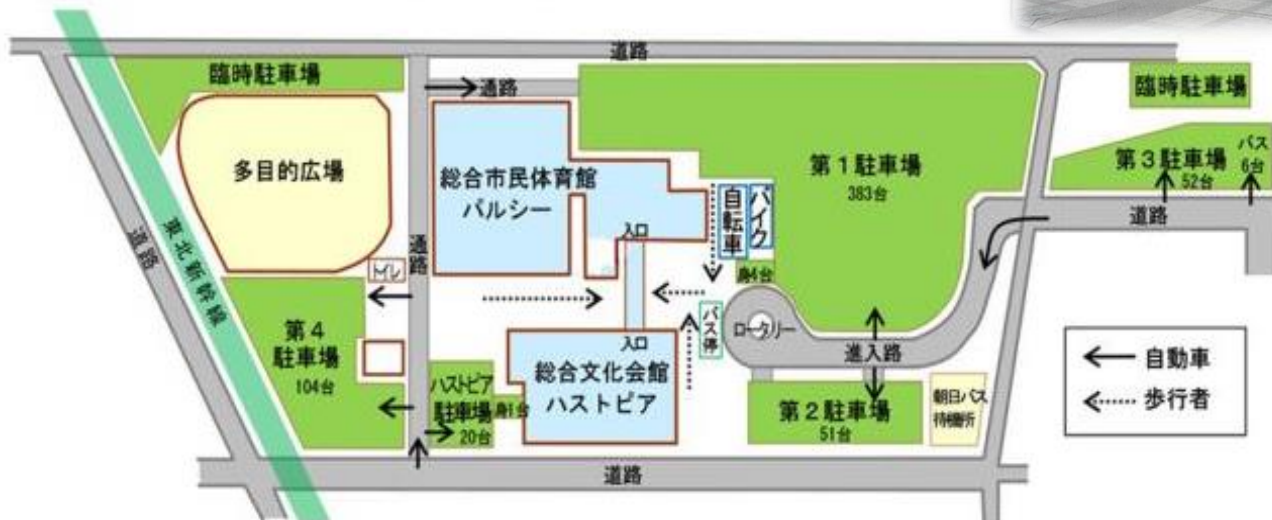 道路
臨時駐車場
通路
臨時駐車場
多目的広場
総合市民体育館
パルシー
第1駐車場
383台
第3駐車場
52台
バス
6台
道路
自転車
バイク
入口
東北新幹線
道路
通路
トイレ
身4台
バス停
ロータリー
進入路
第4
駐車場
104台
入口
総合文化会館
ハストピア
ハストピア
駐車場
20台
身1台
第2駐車場
51台
朝日バス
待機所
自動車
歩行者
道路